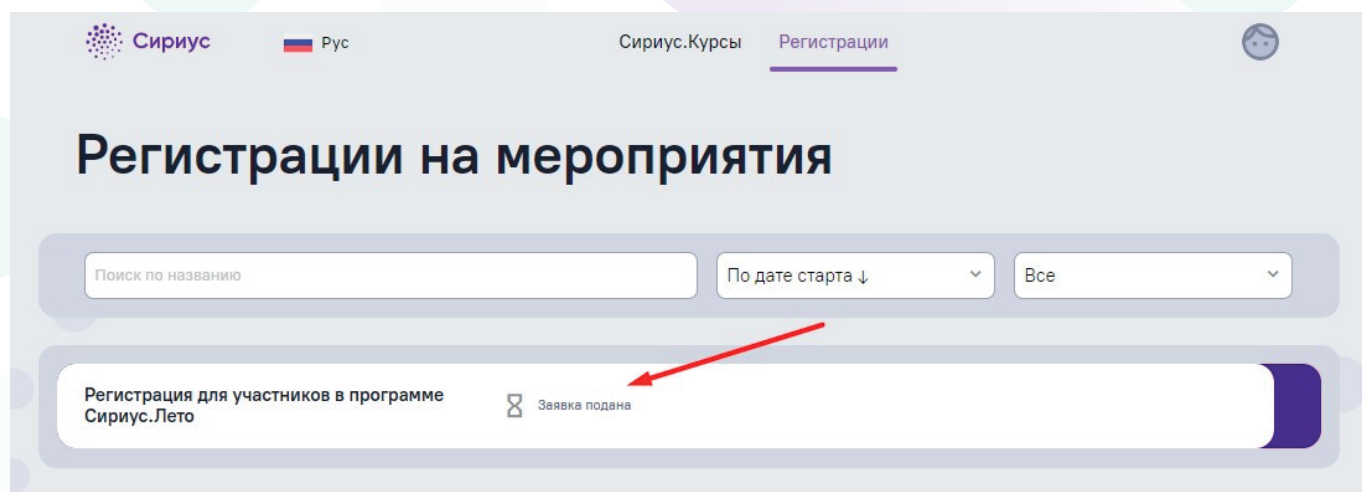 Сириус
Рус
Сириус.Курсы
Регистрации
Регистрации на мероприятия
Поиск по названию
По дате старта ↓
Все
Регистрация для участников в программе
Сириус.Лето
Заявка подана